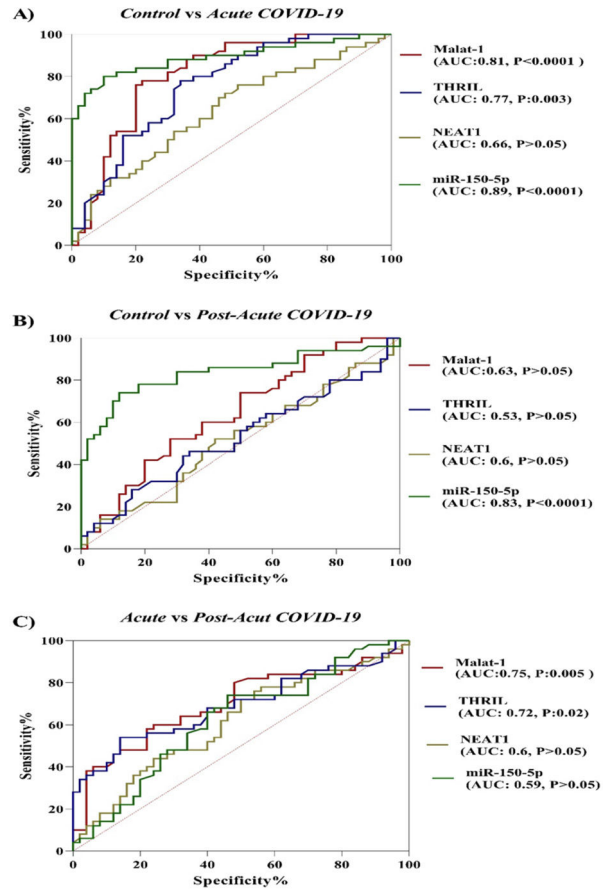 A)
Control vs Acute COVID-19
Sensitivity%
100
80
60
40
20
0
0 20 40 60 80 100
Specificity%
Malat-1
(AUC:0.81, P<0.0001 )
THRIL
(AUC: 0.77, P:003)
NEAT1
(AUC: 0.66, P>0.05)
miR-150-5p
(AUC: 0.89, P<0.0001)
B)
Control vs Post-Acute COVID-19
Sensitivity%
100
80
60
40
20
0
0 20 40 60 80 100
Specificity%
Malat-1
(AUC:0.63, P>0.05)
THRIL
(AUC: 0.53, P>0.05)
NEAT1
(AUC: 0.6, P>0.05)
miR-150-5p
(AUC: 0.83, P<0.0001)
C)
Acute vs Post-Acut COVID-19
Sensitivity%
100
80
60
40
20
0
0 20 40 60 80 100
Specificity%
Malat-1
(AUC:0.75, P:0.005 )
THRIL
(AUC: 0.72, P:0.02)
NEAT1
(AUC: 0.6, P>0.05)
miR-150-5p
(AUC: 0.59, P>0.05)